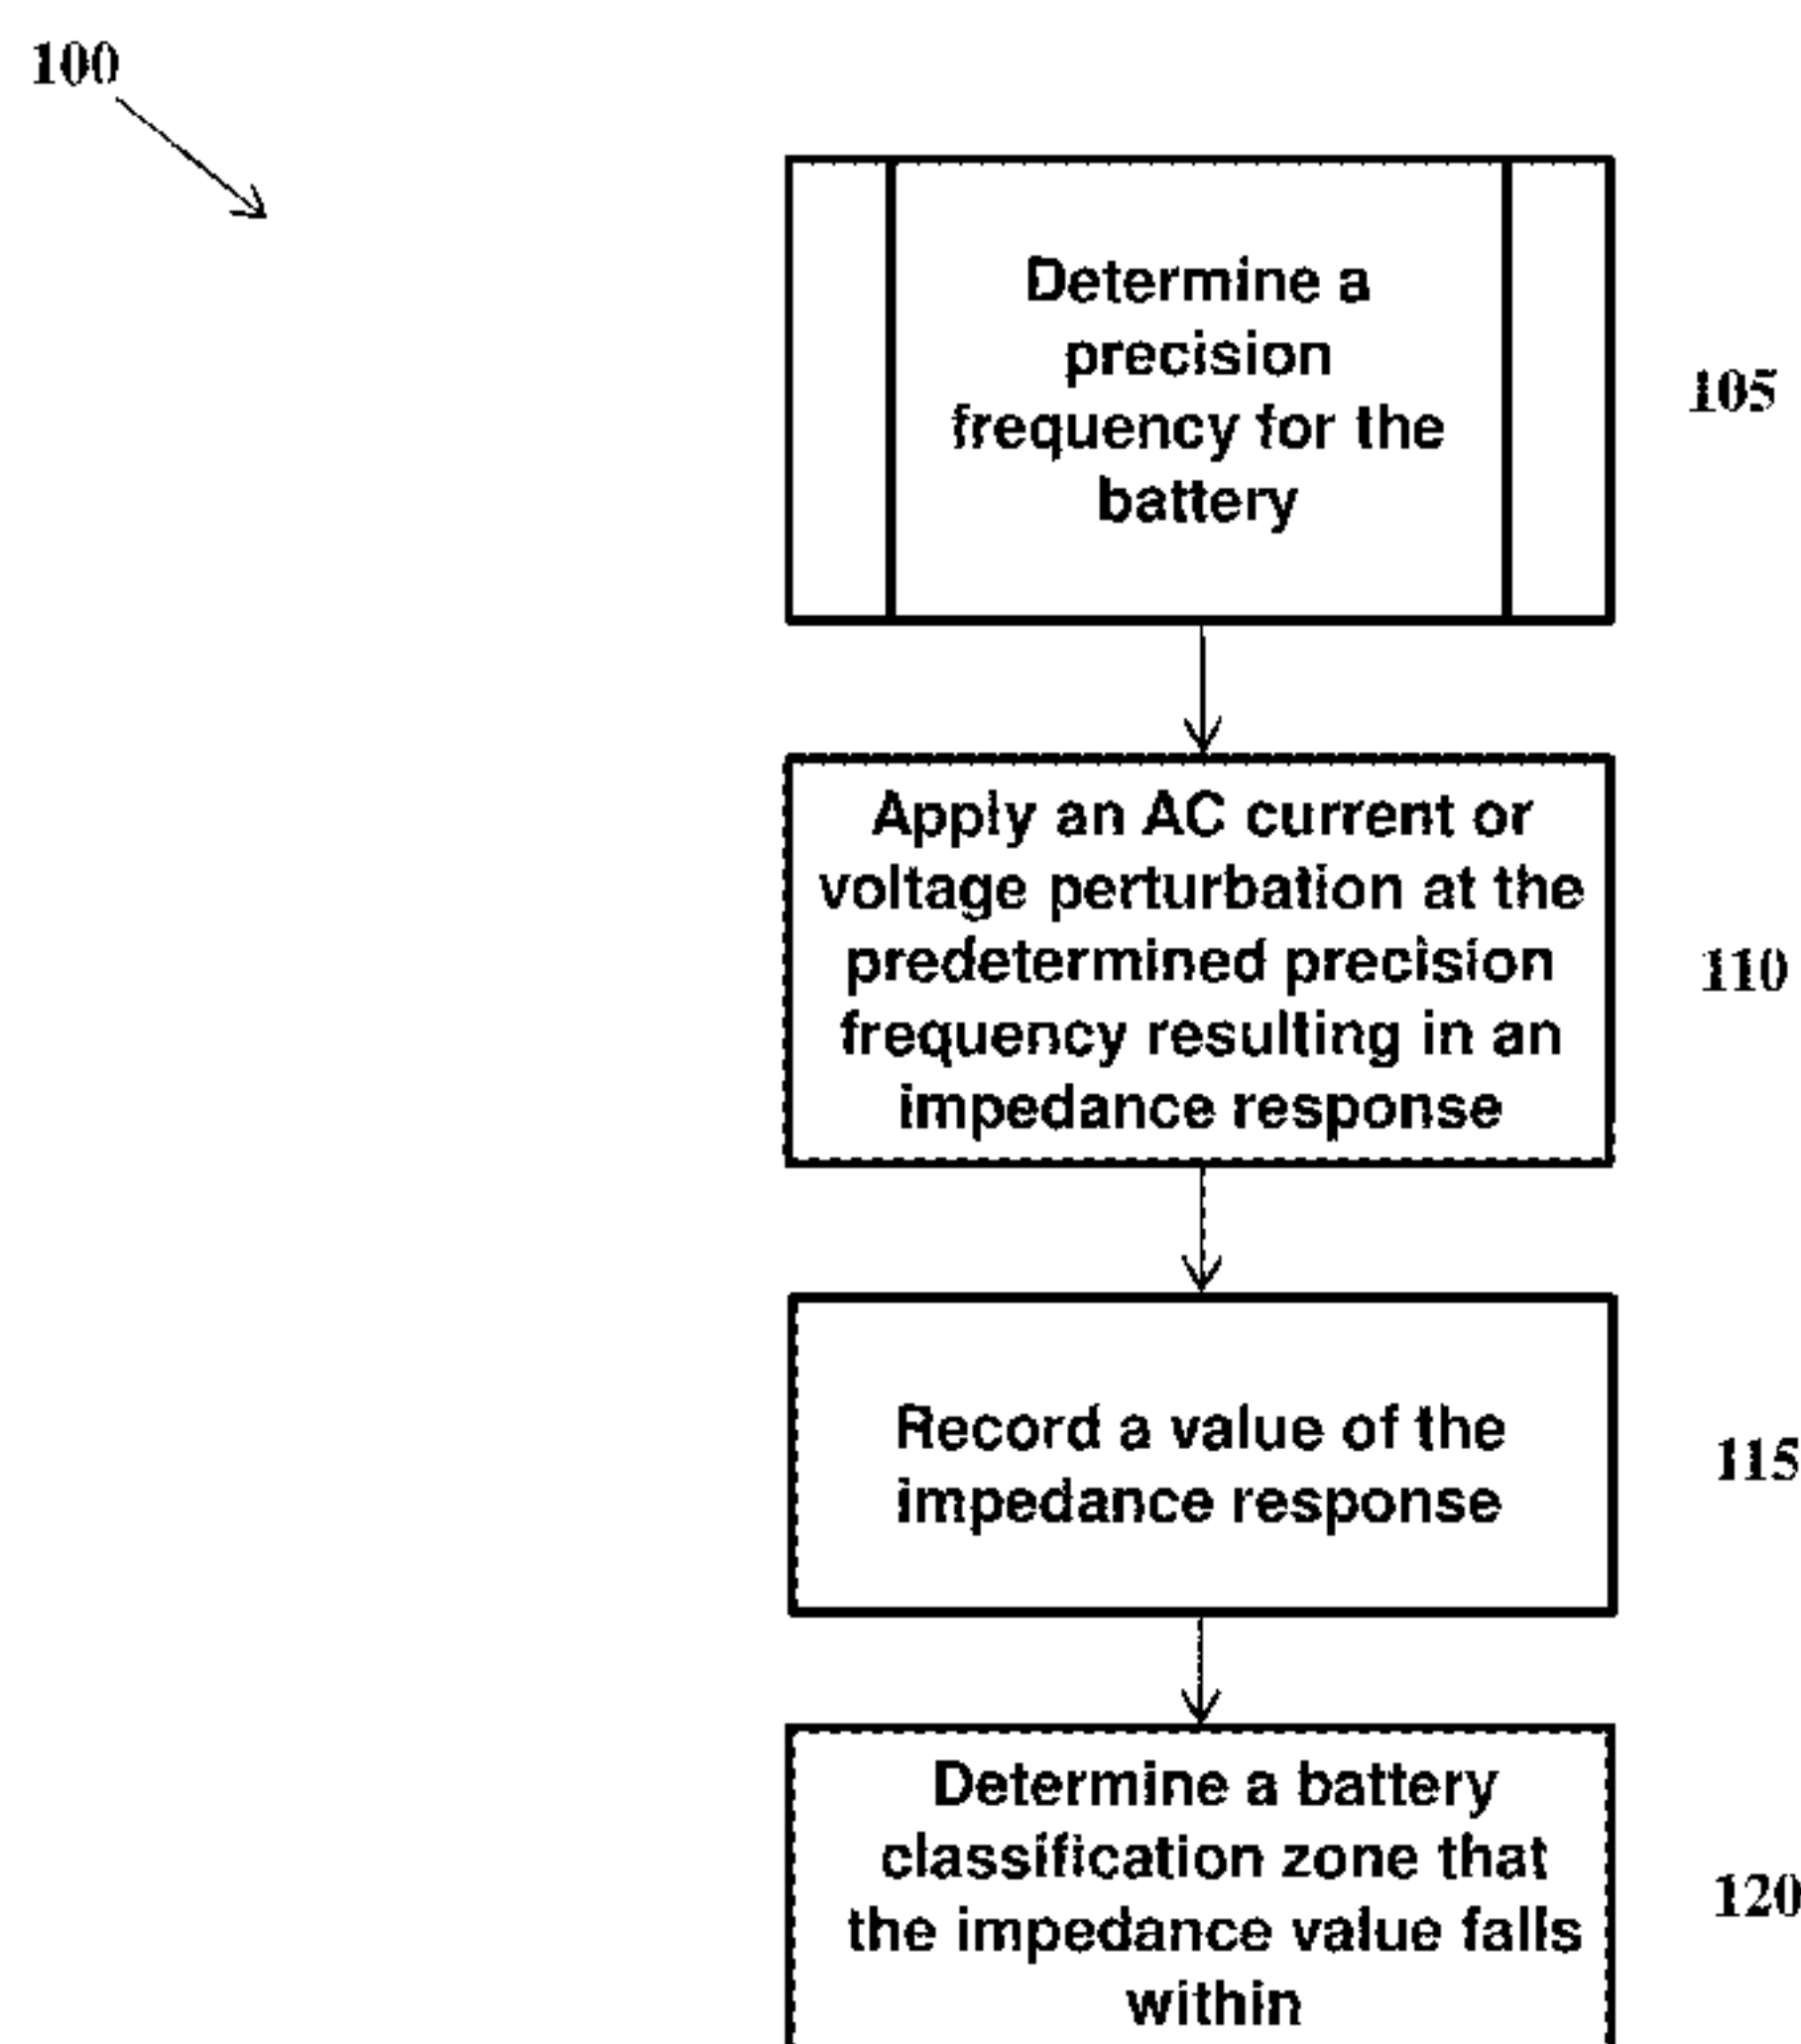 100
Determine a
precision
frequency for the
battery
105
Apply an AC current or
voltage perturbation at the
predetermined precision
frequency resulting in an
impedance response
110
Record a value of the
impedance response
115
Determine a battery
classification zone that
the impedance value falls
within
120